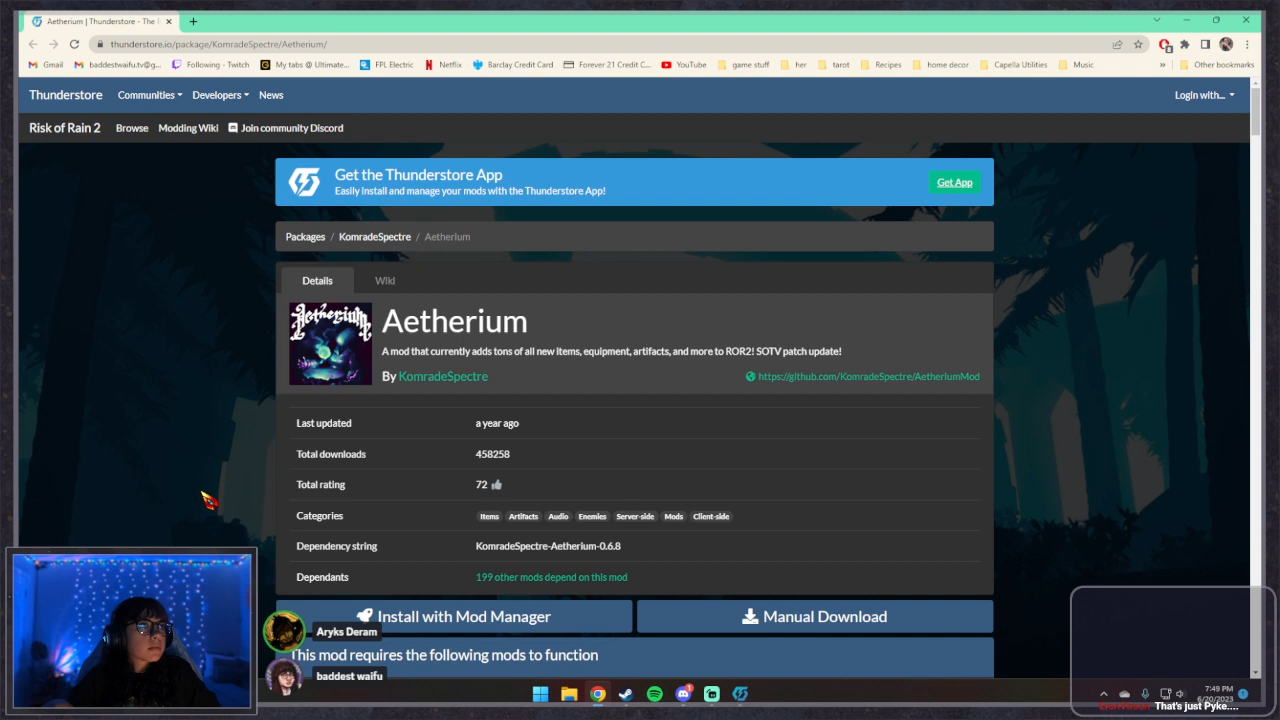 Aetherium | Thunderstore - The
thunderstore.io/package/KomradeSpectre/Aetherium/
Gmail
baddestwaifu.tv@g...
Following - Twitch
My tabs @ Ultimate...
FPL Electric
Netflix
Barclay Credit Card
Forever 21 Credit C...
YouTube
game stuff
her
tarot
Recipes
home decor
Capella Utilities
Music
»
Other bookmarks
Thunderstore
Communities
Developers
News
Login with...
Risk of Rain 2
Browse
Modding Wiki
Join community Discord
Get the Thunderstore App
Easily install and manage your mods with the Thunderstore App!
Get App
Packages / KomradeSpectre / Aetherium
Details
Wiki
Aetherium
Aetherium
A mod that currently adds tons of all new items, equipment, artifacts, and more to ROR2! SOTV patch update!
By KomradeSpectre
https://github.com/KomradeSpectre/AetheriumMod
Last updated a year ago
Total downloads 458258
Total rating 72
Categories Items Artifacts Audio Enemies Server-side Mods Client-side
Dependency string KomradeSpectre-Aetherium-0.6.8
Dependants 199 other mods depend on this mod
Install with Mod Manager
Manual Download
Aryks Deram
This mod requires the following mods to function
baddest waifu
7:49 PM
6/20/2023
That's just Pyke....